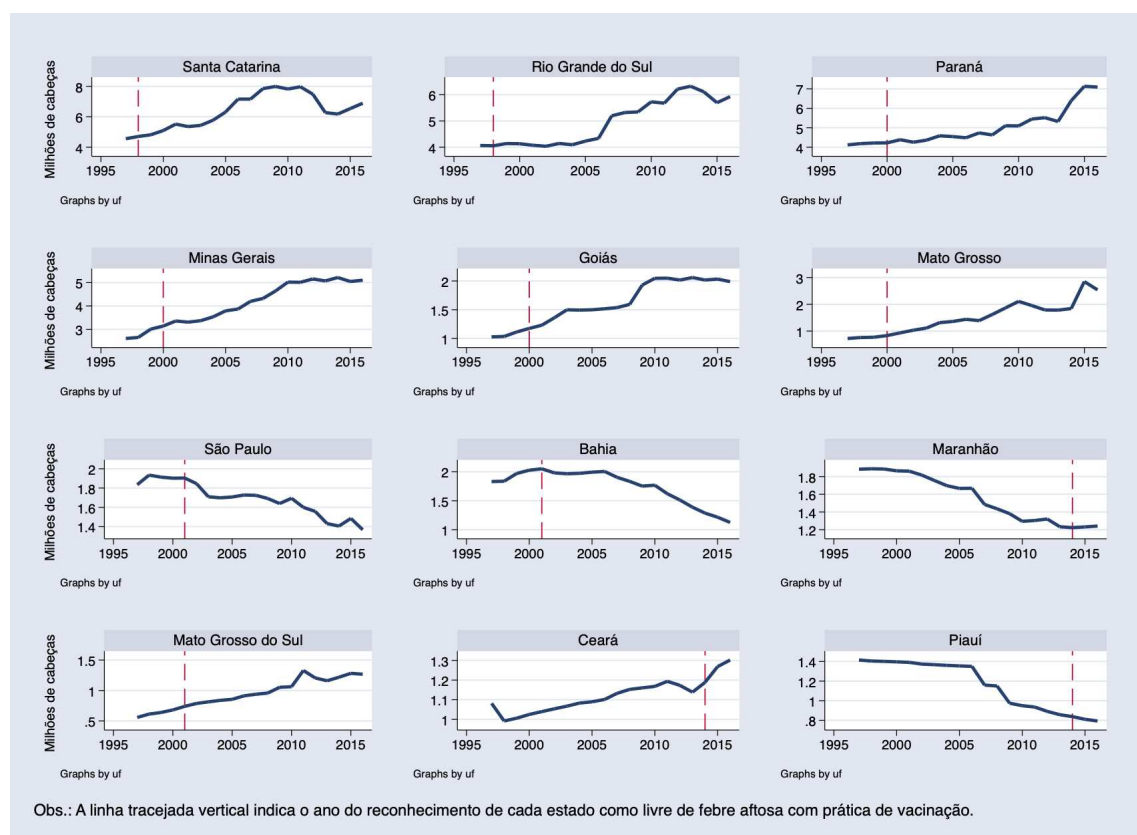 Milhões de cabeças
Santa Catarina
8
6
4
1995 2000 2005 2010 2015
Graphs by uf
Rio Grande do Sul
6
5
4
1995 2000 2005 2010 2015
Graphs by uf
Paraná
7
6
5
4
1995 2000 2005 2010 2015
Graphs by uf
Milhões de cabeças
Minas Gerais
5
4
3
1995 2000 2005 2010 2015
Graphs by uf
Goiás
2
1.5
1
1995 2000 2005 2010 2015
Graphs by uf
Mato Grosso
3
2
1
1995 2000 2005 2010 2015
Graphs by uf
Milhões de cabeças
São Paulo
2
1.8
1.6
1.4
1995 2000 2005 2010 2015
Graphs by uf
Bahia
2
1.5
1
1995 2000 2005 2010 2015
Graphs by uf
Maranhão
1.8
1.6
1.4
1.2
1995 2000 2005 2010 2015
Graphs by uf
Milhões de cabeças
Mato Grosso do Sul
1.5
1
.5
1995 2000 2005 2010 2015
Graphs by uf
Ceará
1.3
1.2
1.1
1
1995 2000 2005 2010 2015
Graphs by uf
Piauí
1.4
1.2
1
.8
1995 2000 2005 2010 2015
Graphs by uf
Obs.: A linha tracejada vertical indica o ano do reconhecimento de cada estado como livre de febre aftosa com prática de vacinação.